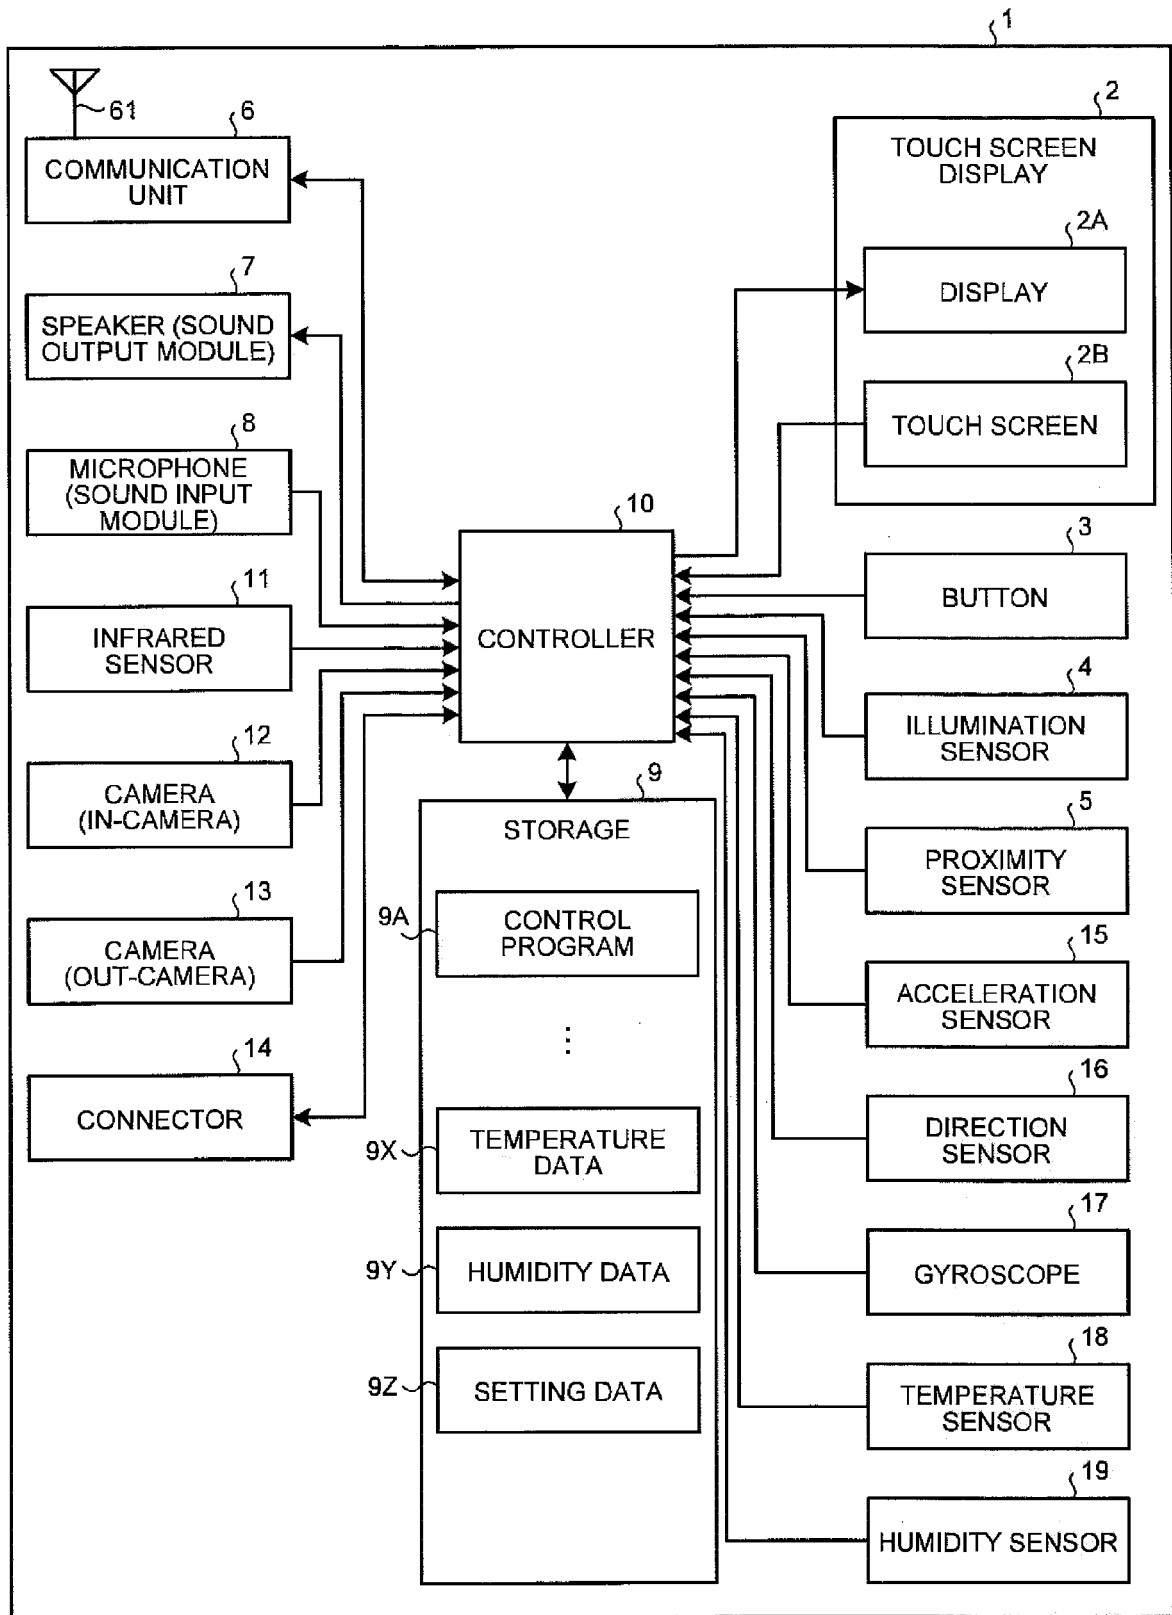 1
61
6
COMMUNICATION
UNIT
7
SPEAKER (SOUND
OUTPUT MODULE)
8
MICROPHONE
(SOUND INPUT
MODULE)
11
INFRARED
SENSOR
12
CAMERA
(IN-CAMERA)
13
CAMERA
(OUT-CAMERA)
14
CONNECTOR
10
CONTROLLER
9
STORAGE
9A
CONTROL
PROGRAM
⋮
9X
TEMPERATURE
DATA
9Y
HUMIDITY DATA
9Z
SETTING DATA
2
TOUCH SCREEN
DISPLAY
2A
DISPLAY
2B
TOUCH SCREEN
3
BUTTON
4
ILLUMINATION
SENSOR
5
PROXIMITY
SENSOR
15
ACCELERATION
SENSOR
16
DIRECTION
SENSOR
17
GYROSCOPE
18
TEMPERATURE
SENSOR
19
HUMIDITY SENSOR